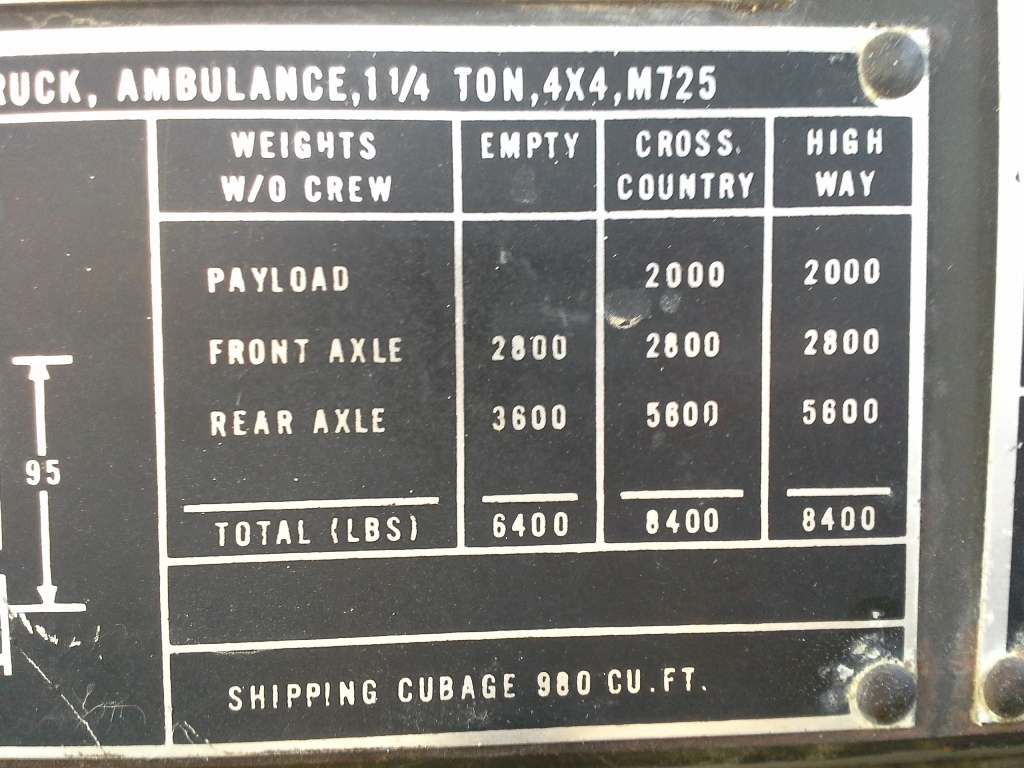 RUCK, AMBULANCE, 1 1/4 TON, 4X4, M725
WEIGHTS W/O CREW EMPTY CROSS. COUNTRY HIGH WAY
PAYLOAD 2000 2000
FRONT AXLE 2800 2800 2800
REAR AXLE 3600 5600 5600
TOTAL (LBS) 6400 8400 8400
95
SHIPPING CUBAGE 980 CU.FT.